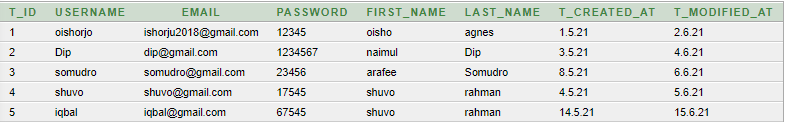 T_ID USERNAME EMAIL PASSWORD FIRST_NAME LAST_NAME T_CREATED_AT T_MODIFIED_AT
1 oishorjo ishorju2018@gmail.com 12345 oisho agnes 1.5.21 2.6.21
2 Dip dip@gmail.com 1234567 naimul Dip 3.5.21 4.6.21
3 somudro somudro@gmail.com 23456 arafee Somudro 8.5.21 6.6.21
4 shuvo shuvo@gmail.com 17545 shuvo rahman 4.5.21 5.6.21
5 iqbal iqbal@gmail.com 67545 shuvo rahman 14.5.21 15.6.21